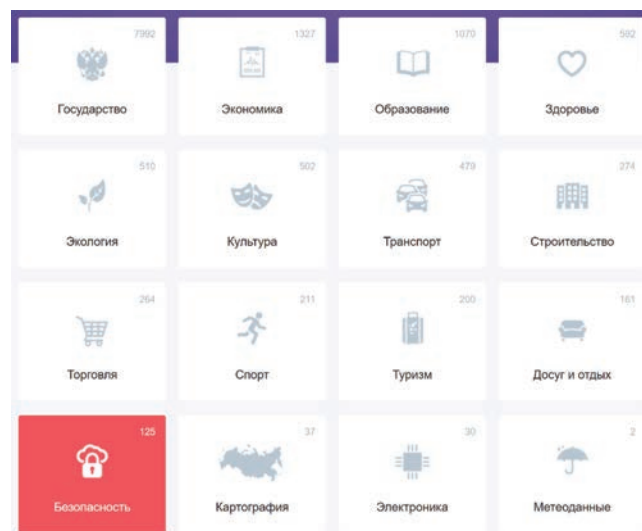 7992
Государство
1327
Экономика
1070
Образование
592
Здоровье
510
Экология
502
Культура
479
Транспорт
274
Строительство
264
Торговля
211
Спорт
200
Туризм
161
Досуг и отдых
125
Безопасность
37
Картография
30
Электроника
2
Метеоданные